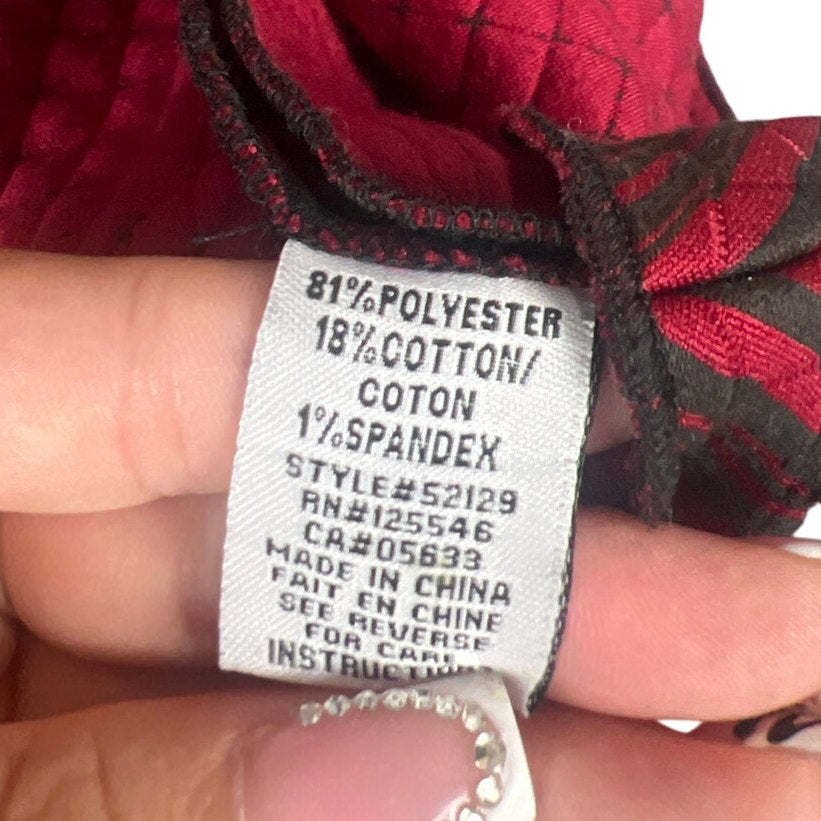 81%POLYESTER
18%COTTON/
COTON
1%SPANDEX
STYLE#52129
RN#125546
CA#05633
MADE IN CHINA
FAIT EN CHINE
SEE REVERSE
FOR CARE